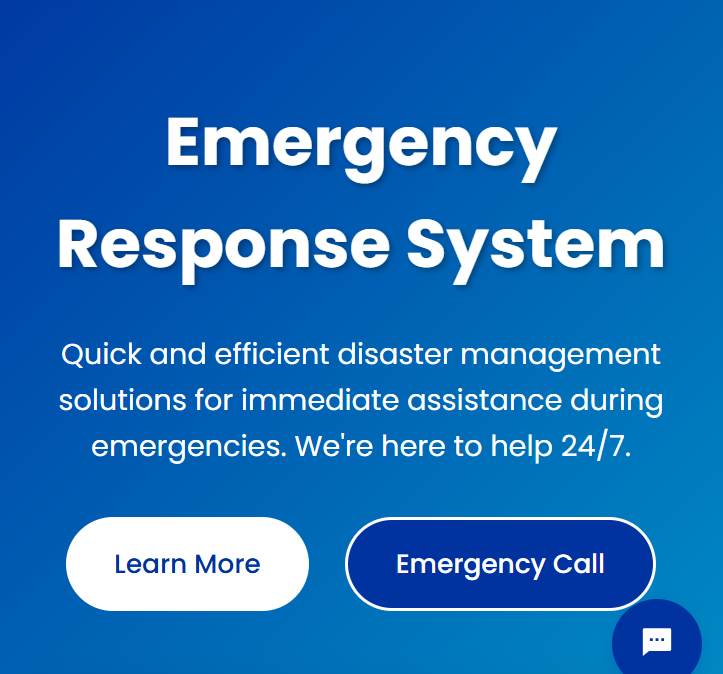 Emergency
Response System
Quick and efficient disaster management
solutions for immediate assistance during
emergencies. We're here to help 24/7.
Learn More
Emergency Call